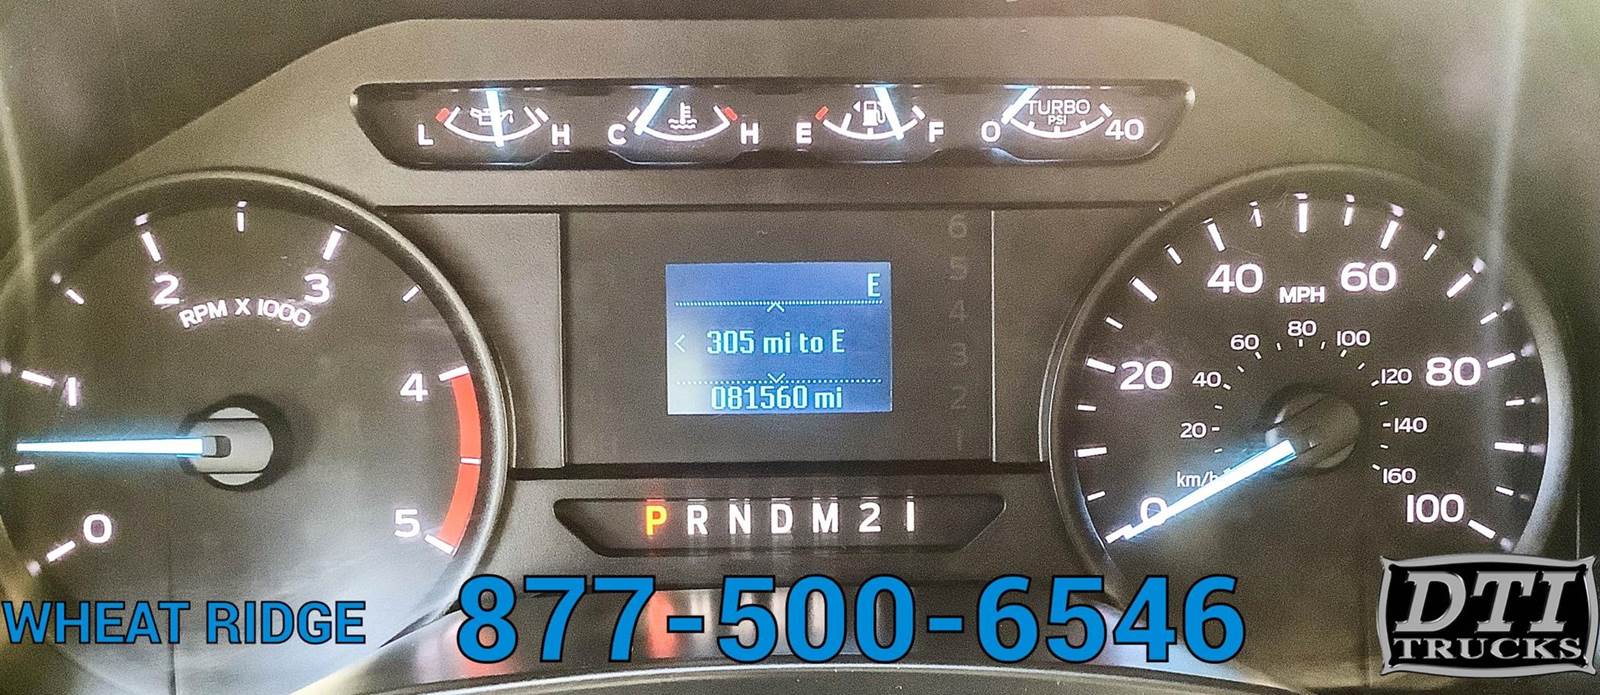 L H C H E F 0 TURBO PSI 40
1 2 3 4 5 0
RPM X 1000
E
305 mi to E
081560 mi
6
5
4
3
2
1
P R N D M 2 1
0 20 40 60 80 100
MPH
20 40 60 80 100 120 140 160
km/h
WHEAT RIDGE
877-500-6546
DTI
TRUCKS